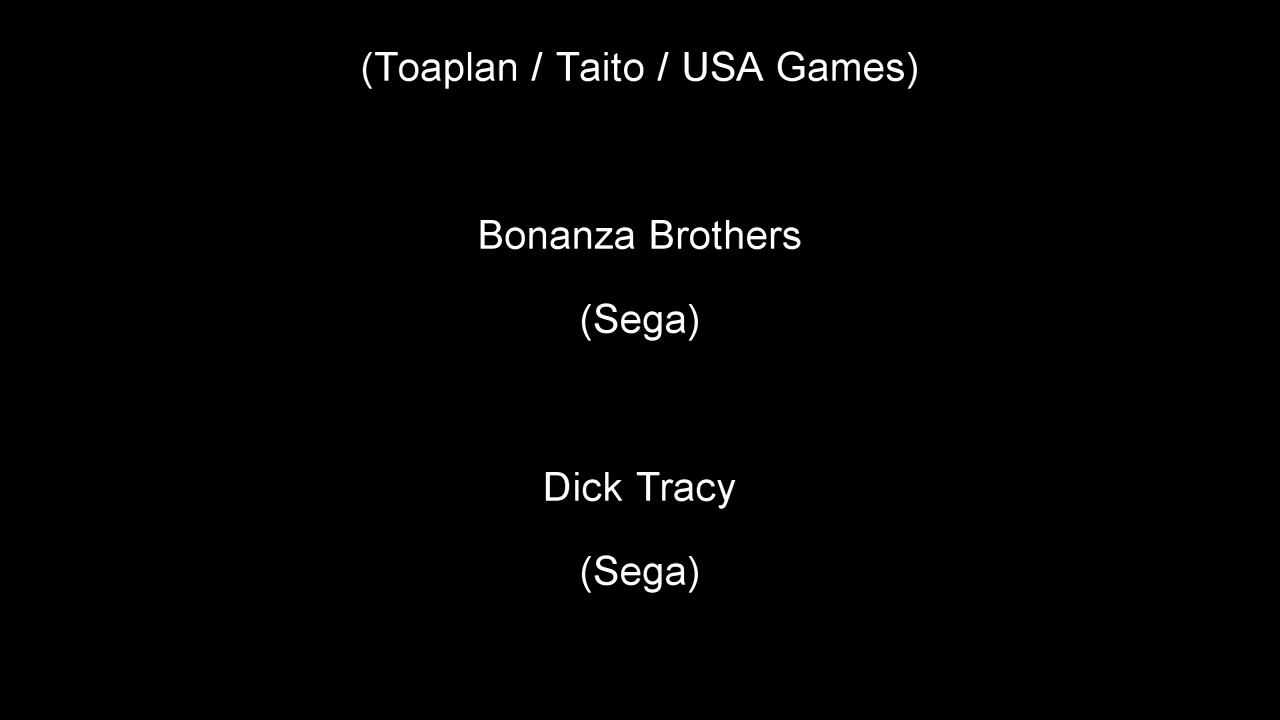 (Toaplan / Taito / USA Games)
Bonanza Brothers
(Sega)
Dick Tracy
(Sega)